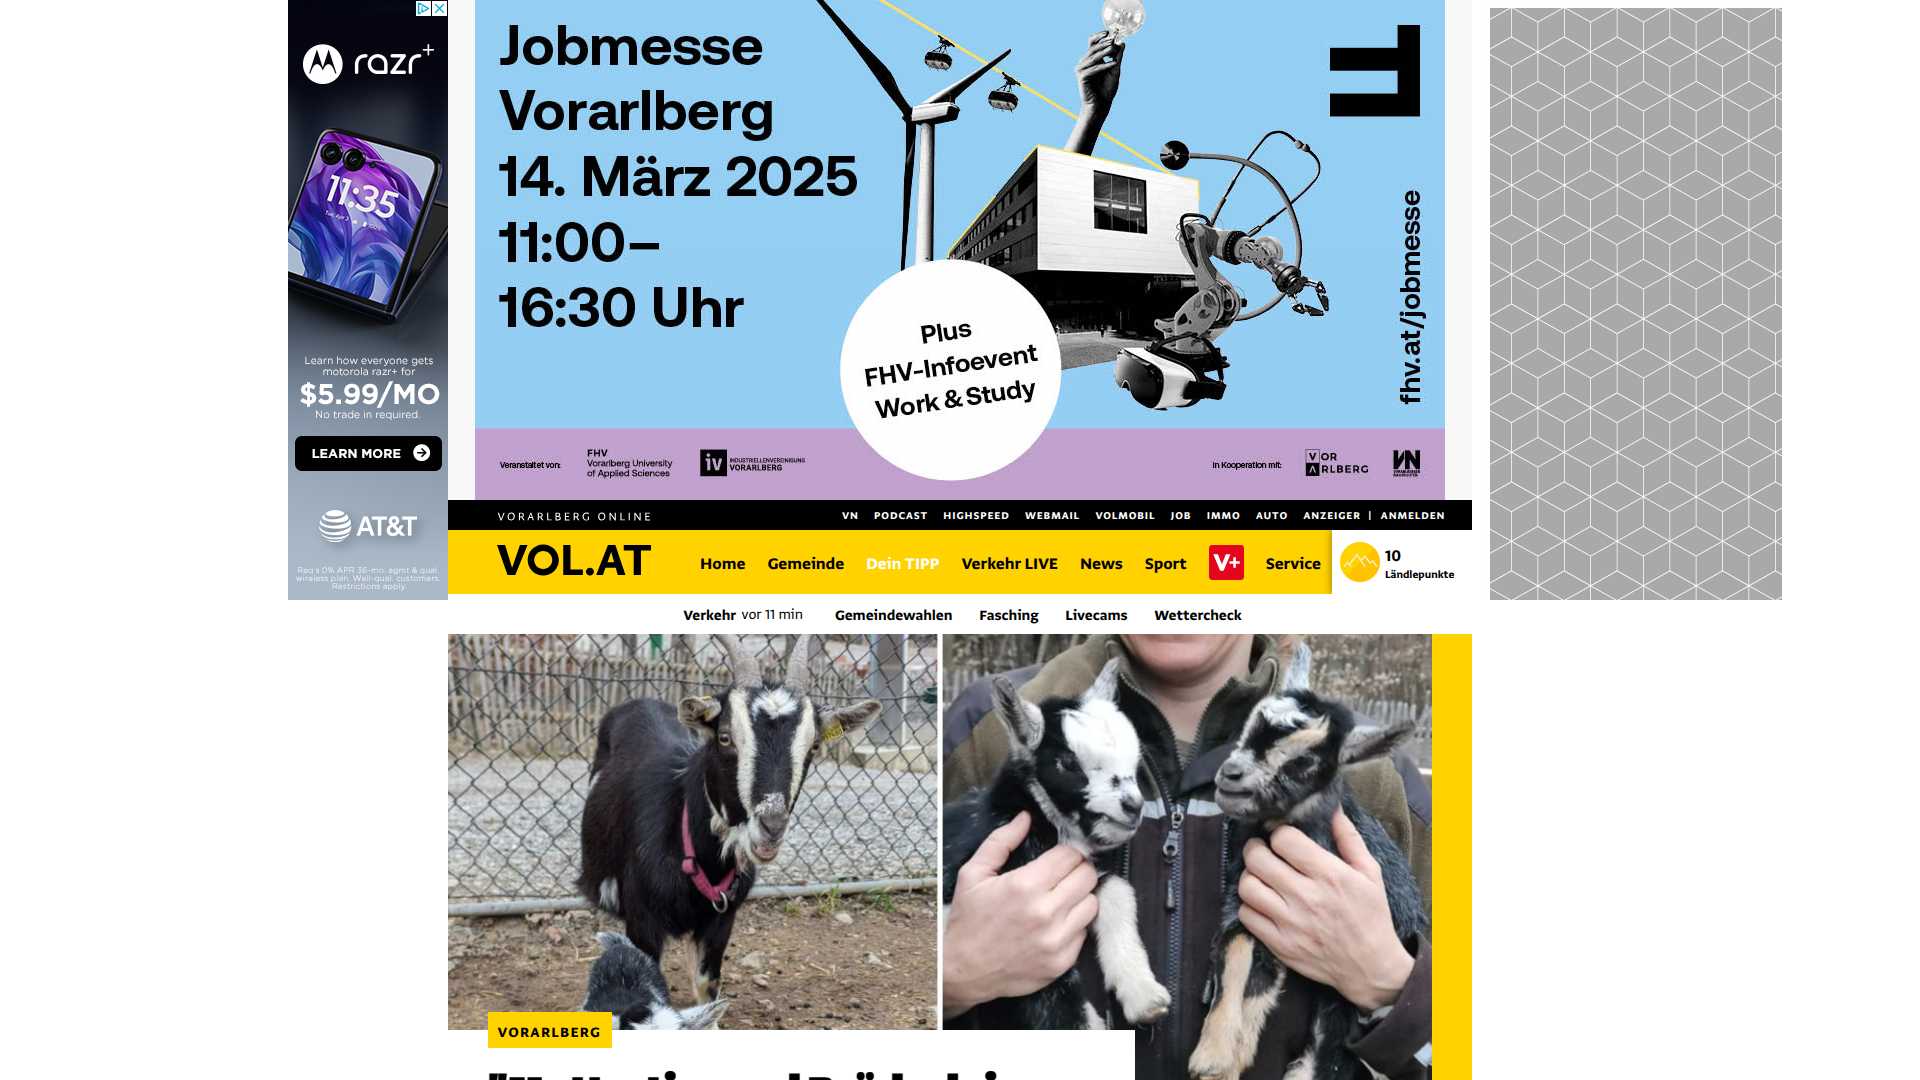 razr+
11:35
Learn how everyone gets
motorola razr+ for
$5.99/MO
No trade in required.
LEARN MORE
AT&T
Req's 0% APR 36-mo. agmt & qual.
wireless plan. Well-qual. customers.
Restrictions apply.
Jobmesse
Vorarlberg
14. März 2025
11:00–
16:30 Uhr
Plus
FHV-Infoevent
Work & Study
fhv.at/jobmesse
Veranstaltet von:
FHV
Vorarlberg University
of Applied Sciences
iv
INDUSTRIELLENVEREINIGUNG
VORARLBERG
In Kooperation mit:
VORARLBERG
VN
VORARLBERG ONLINE
VN PODCAST HIGHSPEED WEBMAIL VOLMOBIL JOB IMMO AUTO ANZEIGER | ANMELDEN
VOL.AT
Home Gemeinde Dein TIPP Verkehr LIVE News Sport V+ Service
10
Ländlepunkte
Verkehr vor 11 min Gemeindewahlen Fasching Livecams Wettercheck
VORARLBERG